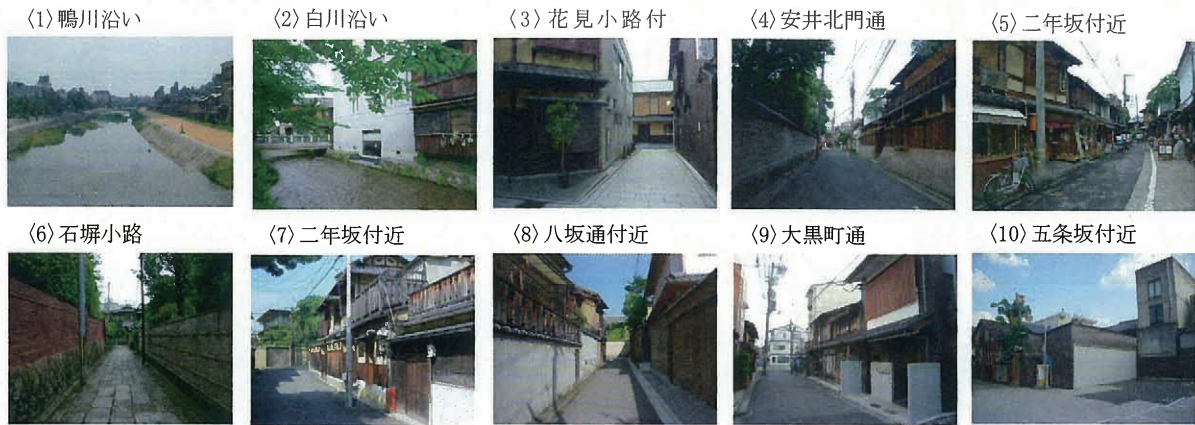 〈1〉鴨川沿い
〈2〉白川沿い
〈3〉花見小路付
〈4〉安井北門通
〈5〉二年坂付近
〈6〉石塀小路
〈7〉二年坂付近
〈8〉八坂通付近
〈9〉大黒町通
〈10〉五条坂付近